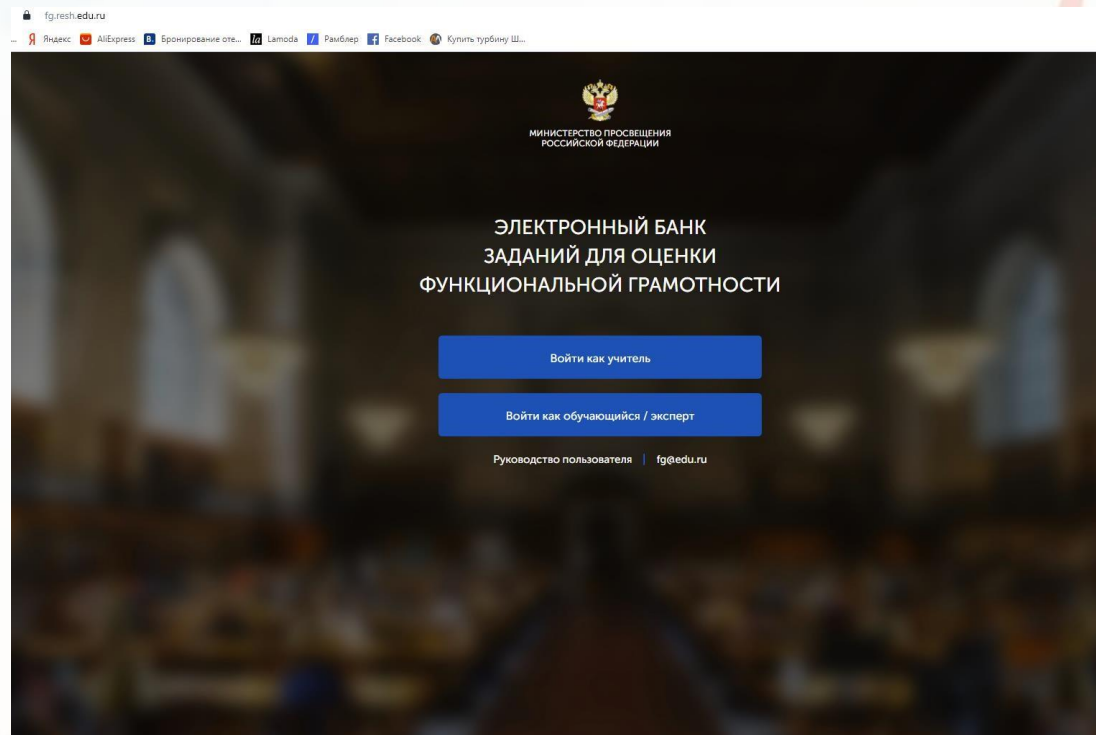 fg.resh.edu.ru
Яндекс AliExpress Бронирование оте... Lamoda Рамблер Facebook Купить турбину Ш...
МИНИСТЕРСТВО ПРОСВЕЩЕНИЯ
РОССИЙСКОЙ ФЕДЕРАЦИИ
ЭЛЕКТРОННЫЙ БАНК
ЗАДАНИЙ ДЛЯ ОЦЕНКИ
ФУНКЦИОНАЛЬНОЙ ГРАМОТНОСТИ
Войти как учитель
Войти как обучающийся / эксперт
Руководство пользователя | fg@edu.ru